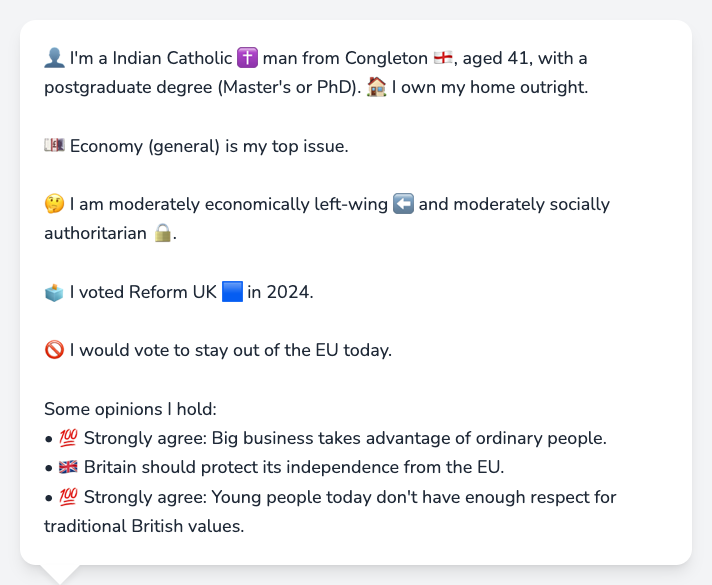 👤 I'm a Indian Catholic ✝️ man from Congleton 🏴󠁧󠁢󠁥󠁮󠁧󠁿, aged 41, with a
postgraduate degree (Master's or PhD). 🏠 I own my home outright.
💷 Economy (general) is my top issue.
🤔 I am moderately economically left-wing ⬅️ and moderately socially
authoritarian 🔒.
🗳️ I voted Reform UK 🟦 in 2024.
🚫 I would vote to stay out of the EU today.
Some opinions I hold:
• 💯 Strongly agree: Big business takes advantage of ordinary people.
• 🇬🇧 Britain should protect its independence from the EU.
• 💯 Strongly agree: Young people today don't have enough respect for
traditional British values.